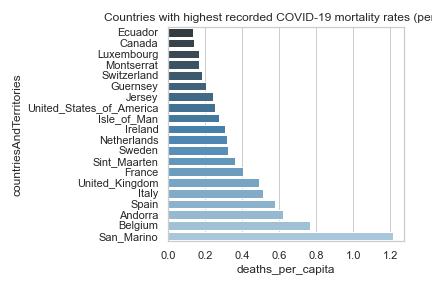 Countries with highest recorded COVID-19 mortality rates (per
countriesAndTerritories
Ecuador
Canada
Luxembourg
Montserrat
Switzerland
Guernsey
Jersey
United_States_of_America
Isle_of_Man
Ireland
Netherlands
Sweden
Sint_Maarten
France
United_Kingdom
Italy
Spain
Andorra
Belgium
San_Marino
0.0 0.2 0.4 0.6 0.8 1.0 1.2
deaths_per_capita